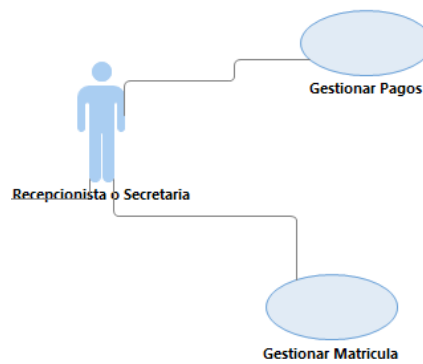 Gestionar Pagos
Recepcionista o Secretaria
Gestionar Matricula